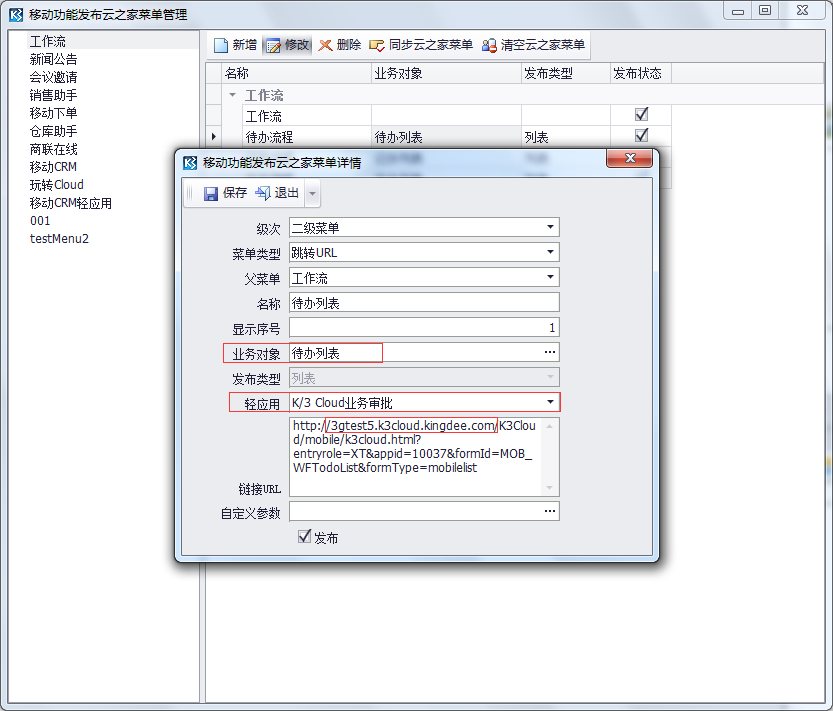 移动功能发布云之家菜单管理
工作流
新闻公告
会议邀请
销售助手
移动下单
仓库助手
商联在线
移动CRM
玩转Cloud
移动CRM轻应用
001
testMenu2
新增 修改 删除 同步云之家菜单 清空云之家菜单
名称 业务对象 发布类型 发布状态
工作流
工作流
待办流程 待办列表 列表
移动功能发布云之家菜单详情
保存 退出
级次 二级菜单
菜单类型 跳转URL
父菜单 工作流
名称 待办列表
显示序号 1
业务对象 待办列表 ...
发布类型 列表
轻应用 K/3 Cloud业务审批
http://3gtest5.k3cloud.kingdee.com/K3Clou
d/mobile/k3cloud.html?
entryrole=XT&appid=10037&formId=MOB_
WFTodoList&formType=mobilelist
链接URL
自定义参数 ...
发布